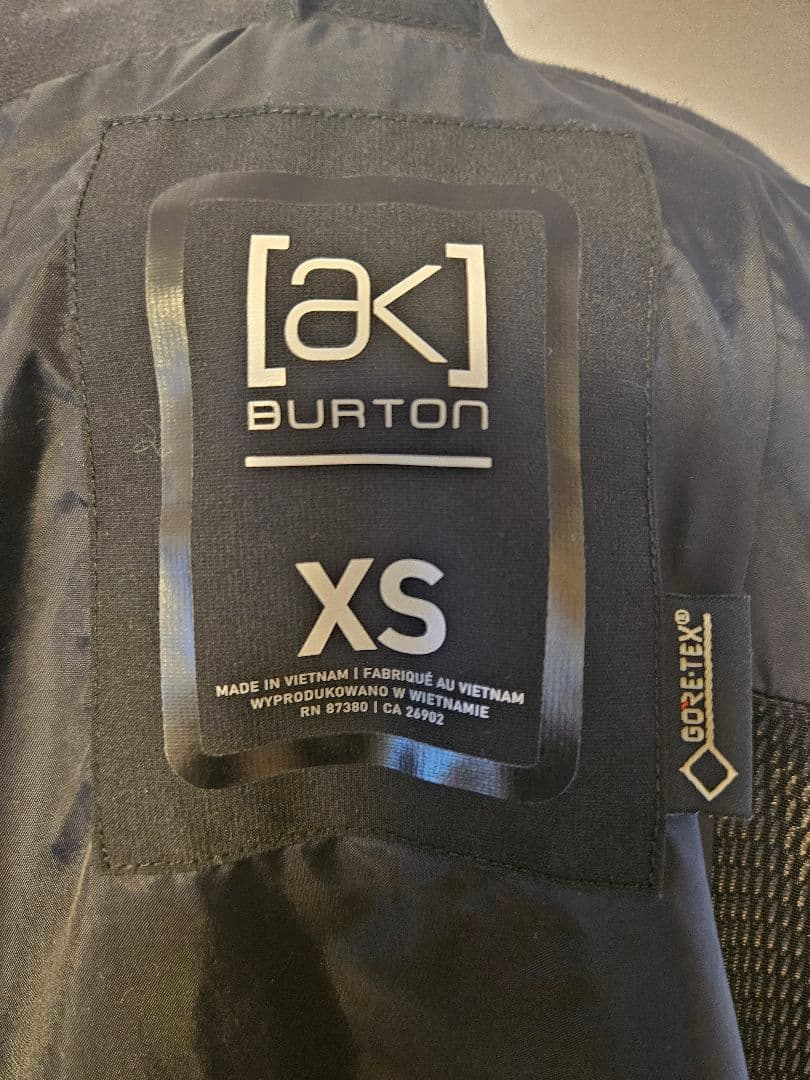 [ak]
BURTON
XS
MADE IN VIETNAM | FABRIQUÉ AU VIETNAM
WYPRODUKOWANO W WIETNAMIE
RN 87380 | CA 26902
GORE-TEX®